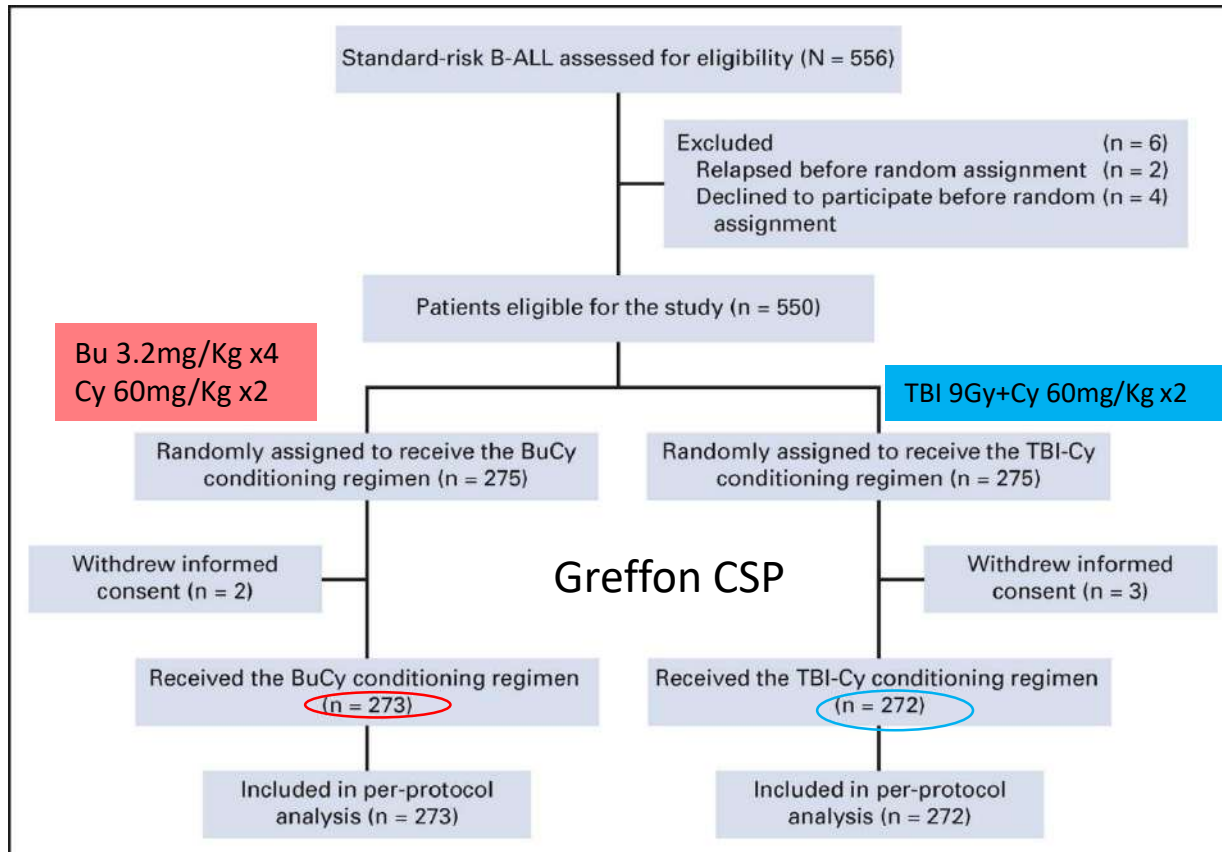 Standard-risk B-ALL assessed for eligibility (N = 556)
Excluded (n = 6)
Relapsed before random assignment (n = 2)
Declined to participate before random (n = 4)
assignment
Patients eligible for the study (n = 550)
Bu 3.2mg/Kg x4
Cy 60mg/Kg x2
TBI 9Gy+Cy 60mg/Kg x2
Randomly assigned to receive the BuCy
conditioning regimen (n = 275)
Randomly assigned to receive the TBI-Cy
conditioning regimen (n = 275)
Withdrew informed
consent (n = 2)
Greffon CSP
Withdrew informed
consent (n = 3)
Received the BuCy conditioning regimen
(n = 273)
Received the TBI-Cy conditioning regimen
(n = 272)
Included in per-protocol
analysis (n = 273)
Included in per-protocol
analysis (n = 272)